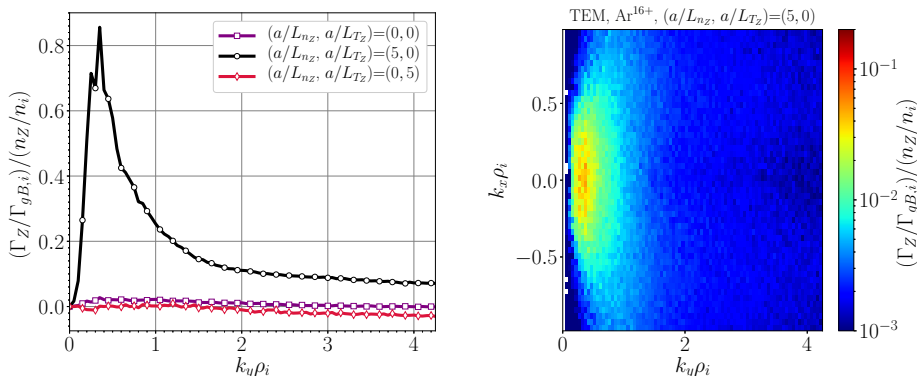 (Γ_Z/Γ_{gB,i})/(n_Z/n_i)
0.8
0.6
0.4
0.2
0.0
0
1
2
3
4
k_yρ_i
(a/L_{n_Z}, a/L_{T_Z})=(0,0)
(a/L_{n_Z}, a/L_{T_Z})=(5,0)
(a/L_{n_Z}, a/L_{T_Z})=(0,5)
TEM, Ar^{16+}, (a/L_{n_Z}, a/L_{T_Z})=(5,0)
k_xρ_i
0.5
0.0
−0.5
0
2
4
k_yρ_i
10^{−1}
10^{−2}
10^{−3}
(Γ_Z/Γ_{gB,i})/(n_Z/n_i)